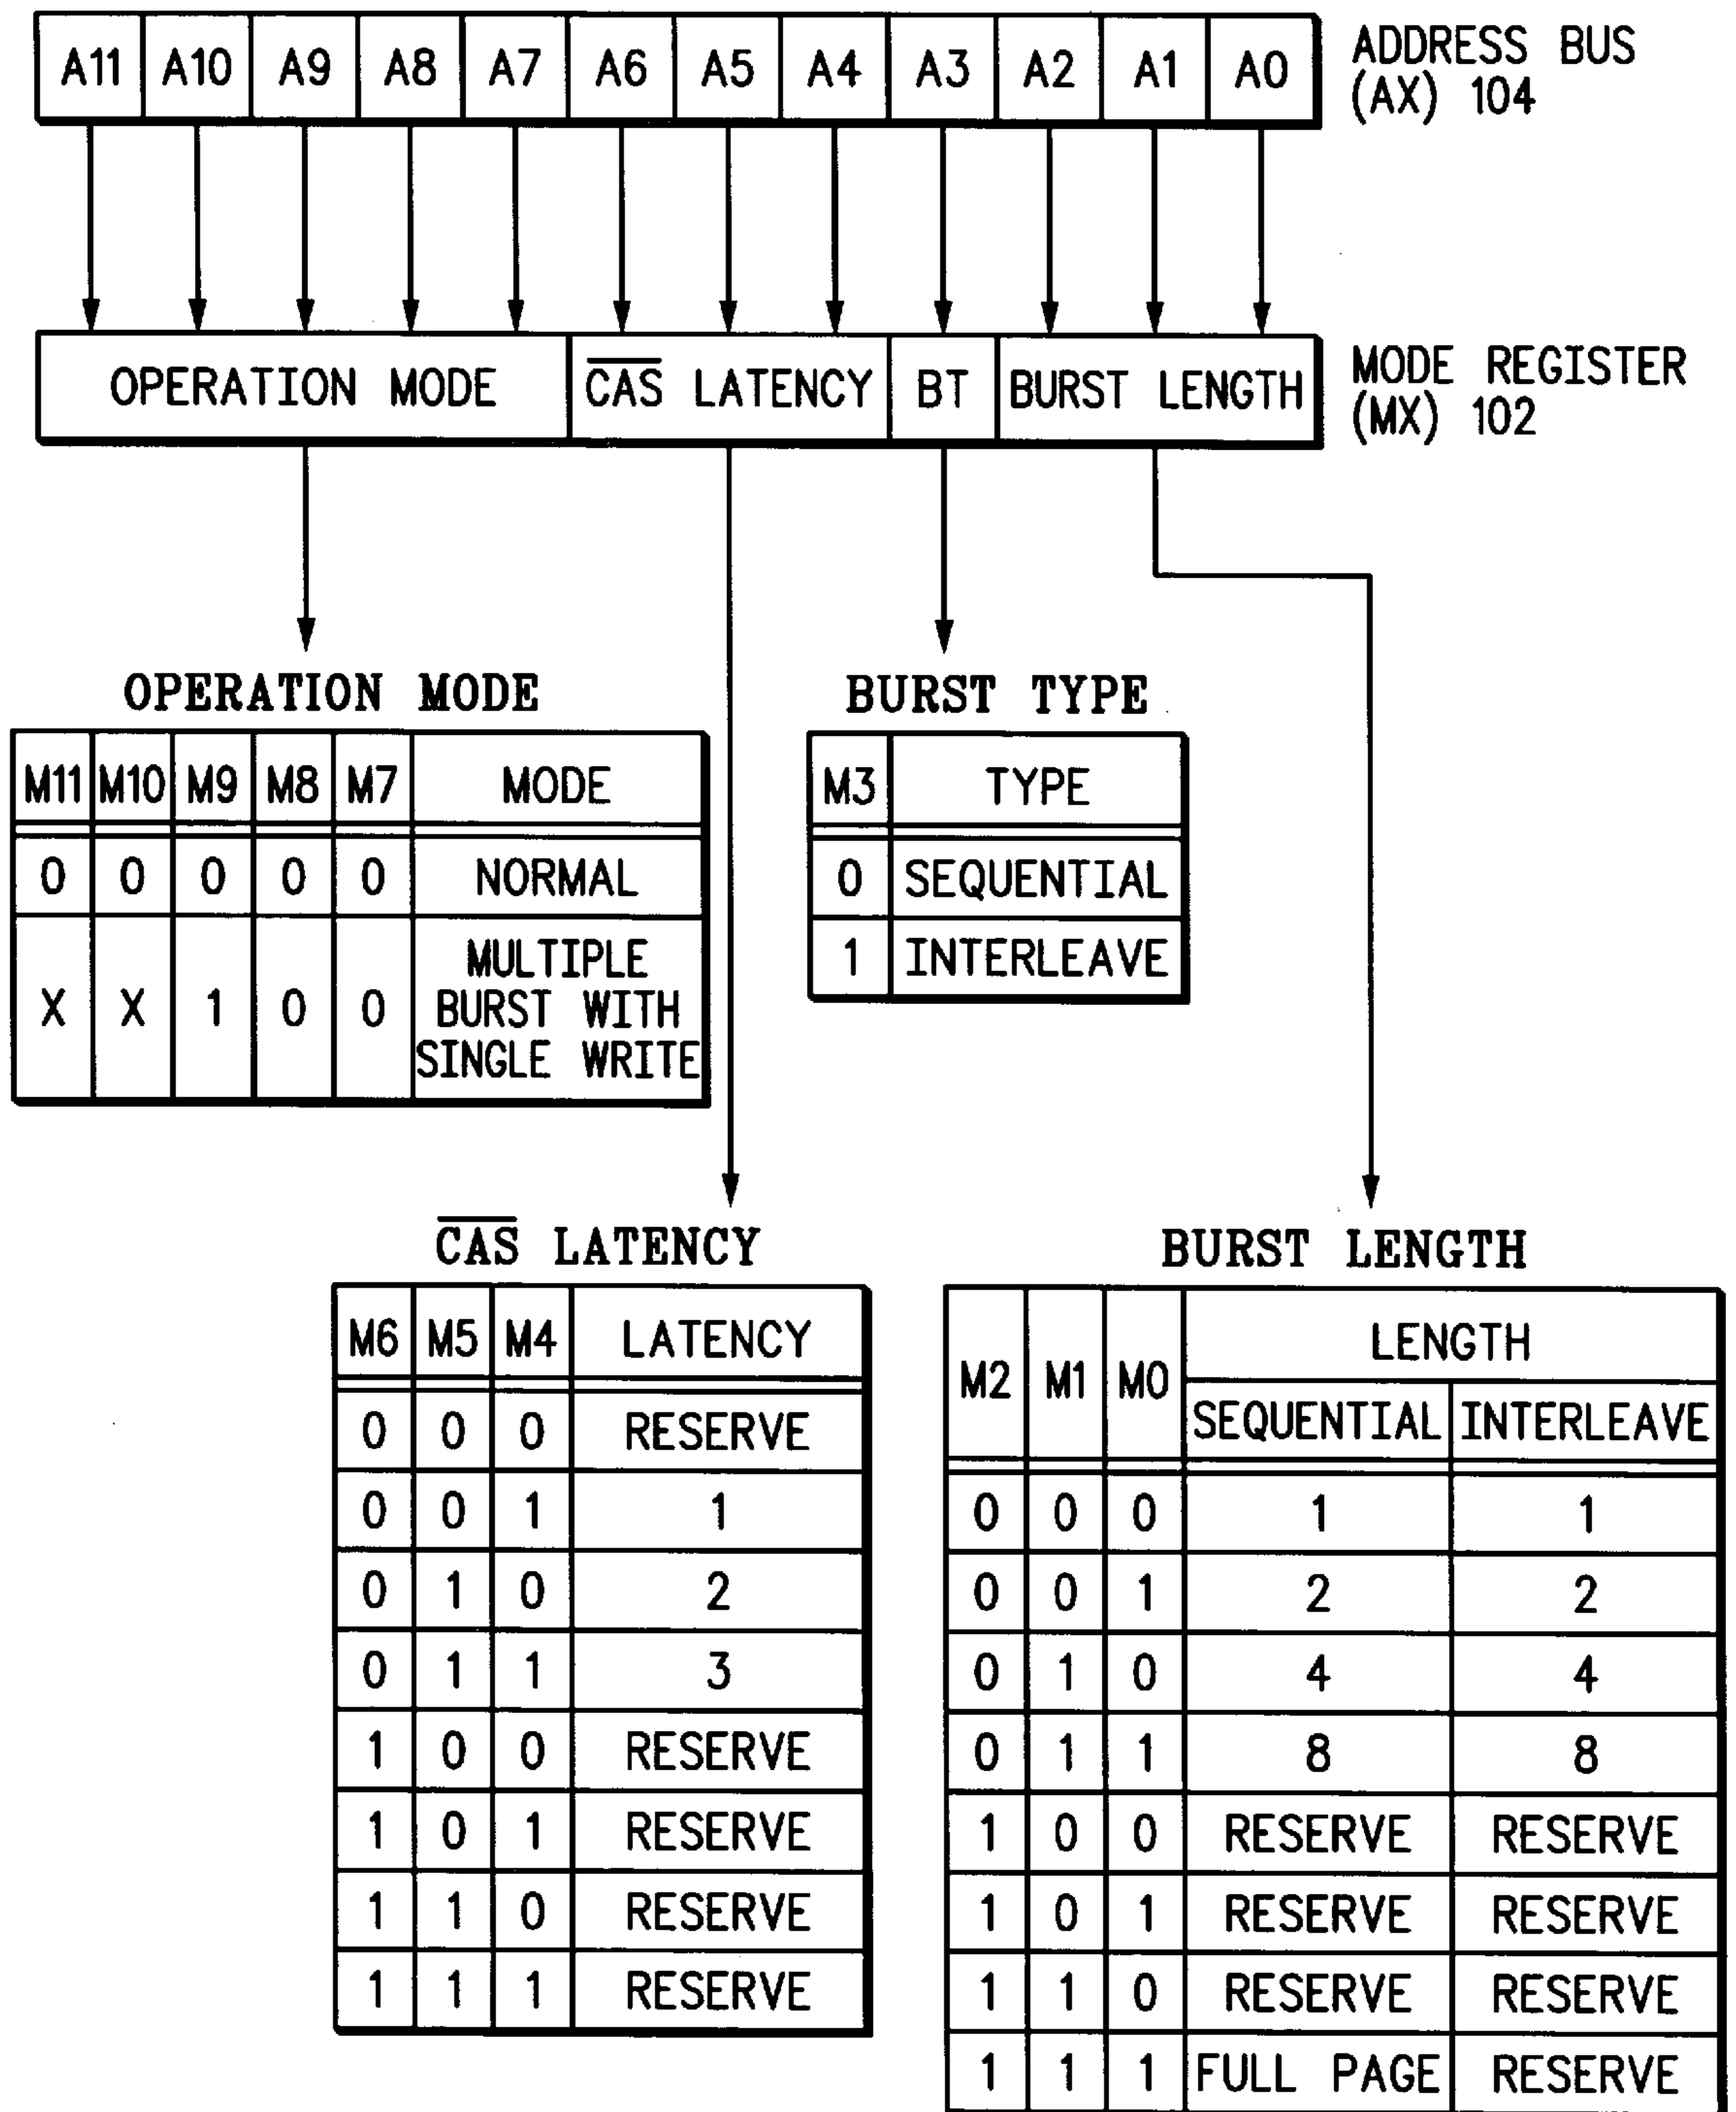 A11 A10 A9 A8 A7 A6 A5 A4 A3 A2 A1 A0
ADDRESS BUS
(AX) 104
OPERATION MODE C̅A̅S̅ LATENCY BT BURST LENGTH
MODE REGISTER
(MX) 102
OPERATION MODE
M11 M10 M9 M8 M7 MODE
0 0 0 0 0 NORMAL
X X 1 0 0 MULTIPLE
BURST WITH
SINGLE WRITE
BURST TYPE
M3 TYPE
0 SEQUENTIAL
1 INTERLEAVE
C̅A̅S̅ LATENCY
M6 M5 M4 LATENCY
0 0 0 RESERVE
0 0 1 1
0 1 0 2
0 1 1 3
1 0 0 RESERVE
1 0 1 RESERVE
1 1 0 RESERVE
1 1 1 RESERVE
BURST LENGTH
M2 M1 M0 LENGTH
SEQUENTIAL INTERLEAVE
0 0 0 1 1
0 0 1 2 2
0 1 0 4 4
0 1 1 8 8
1 0 0 RESERVE RESERVE
1 0 1 RESERVE RESERVE
1 1 0 RESERVE RESERVE
1 1 1 FULL PAGE RESERVE